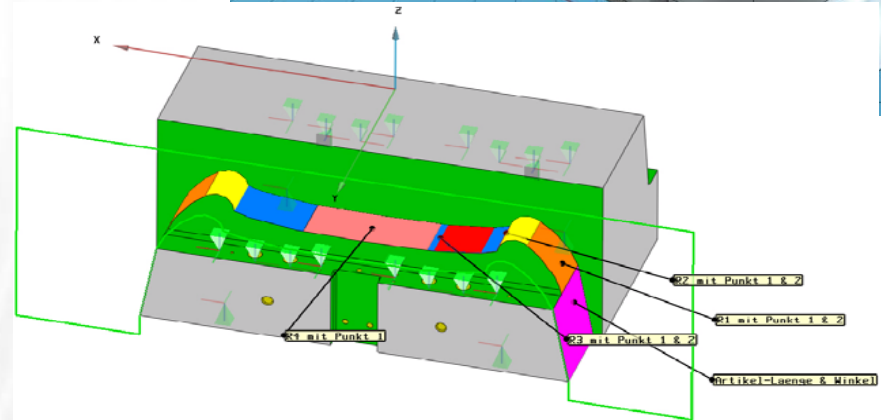 Z
X
Y
R2 mit Punkt 1 & 2
R1 mit Punkt 1 & 2
R4 mit Punkt 1
R3 mit Punkt 1 & 2
Artikel-Laenge & Winkel